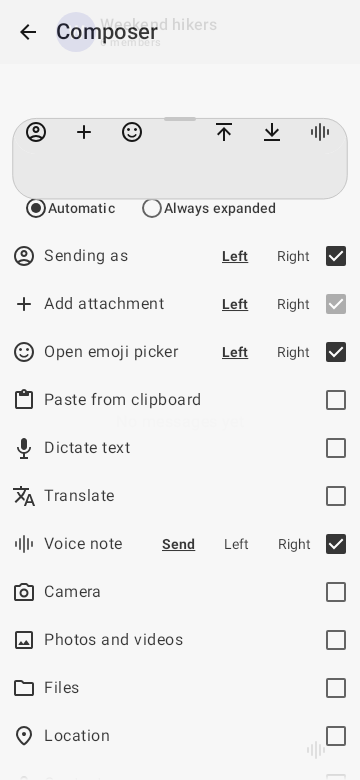 Weekend hikers
Composer
members
Automatic Always expanded
Sending as Left Right
Add attachment Left Right
Open emoji picker Left Right
Paste from clipboard
Dictate text
Translate
Voice note Send Left Right
Camera
Photos and videos
Files
Location